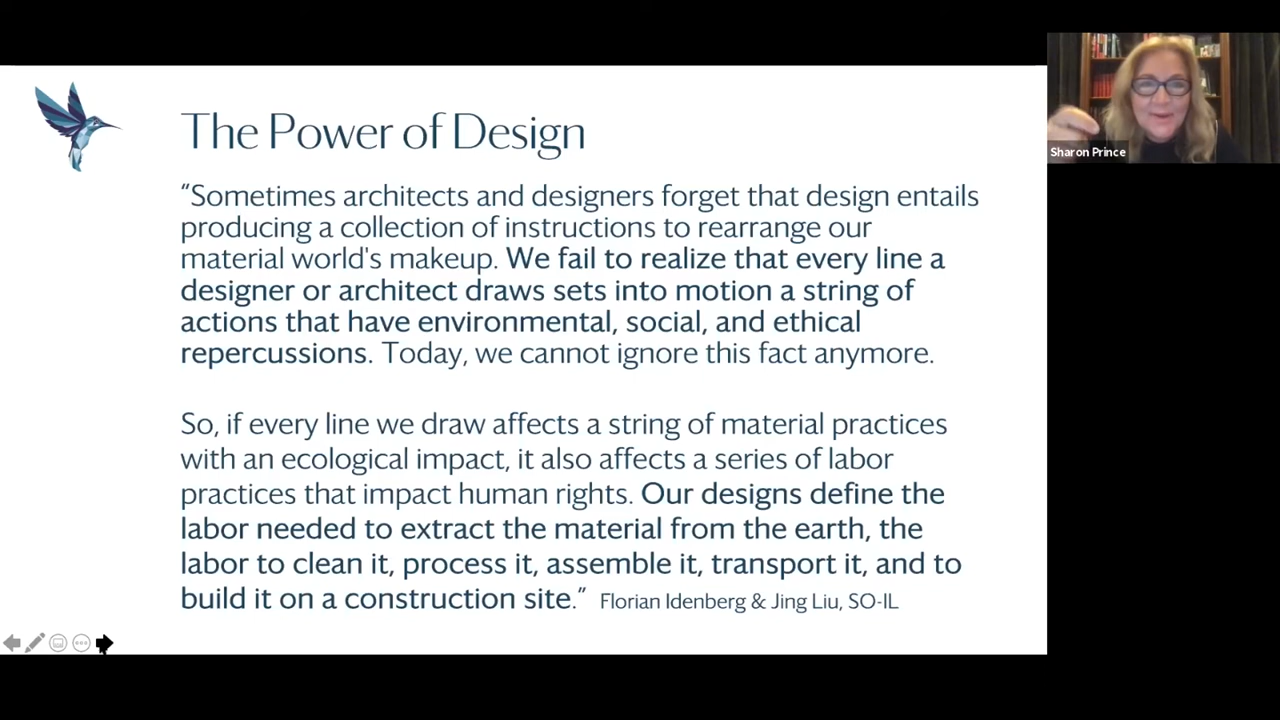 The Power of Design
“Sometimes architects and designers forget that design entails
producing a collection of instructions to rearrange our
material world's makeup. We fail to realize that every line a
designer or architect draws sets into motion a string of
actions that have environmental, social, and ethical
repercussions. Today, we cannot ignore this fact anymore.
So, if every line we draw affects a string of material practices
with an ecological impact, it also affects a series of labor
practices that impact human rights. Our designs define the
labor needed to extract the material from the earth, the
labor to clean it, process it, assemble it, transport it, and to
build it on a construction site.” Florian Idenberg & Jing Liu, SO-IL
Sharon Prince